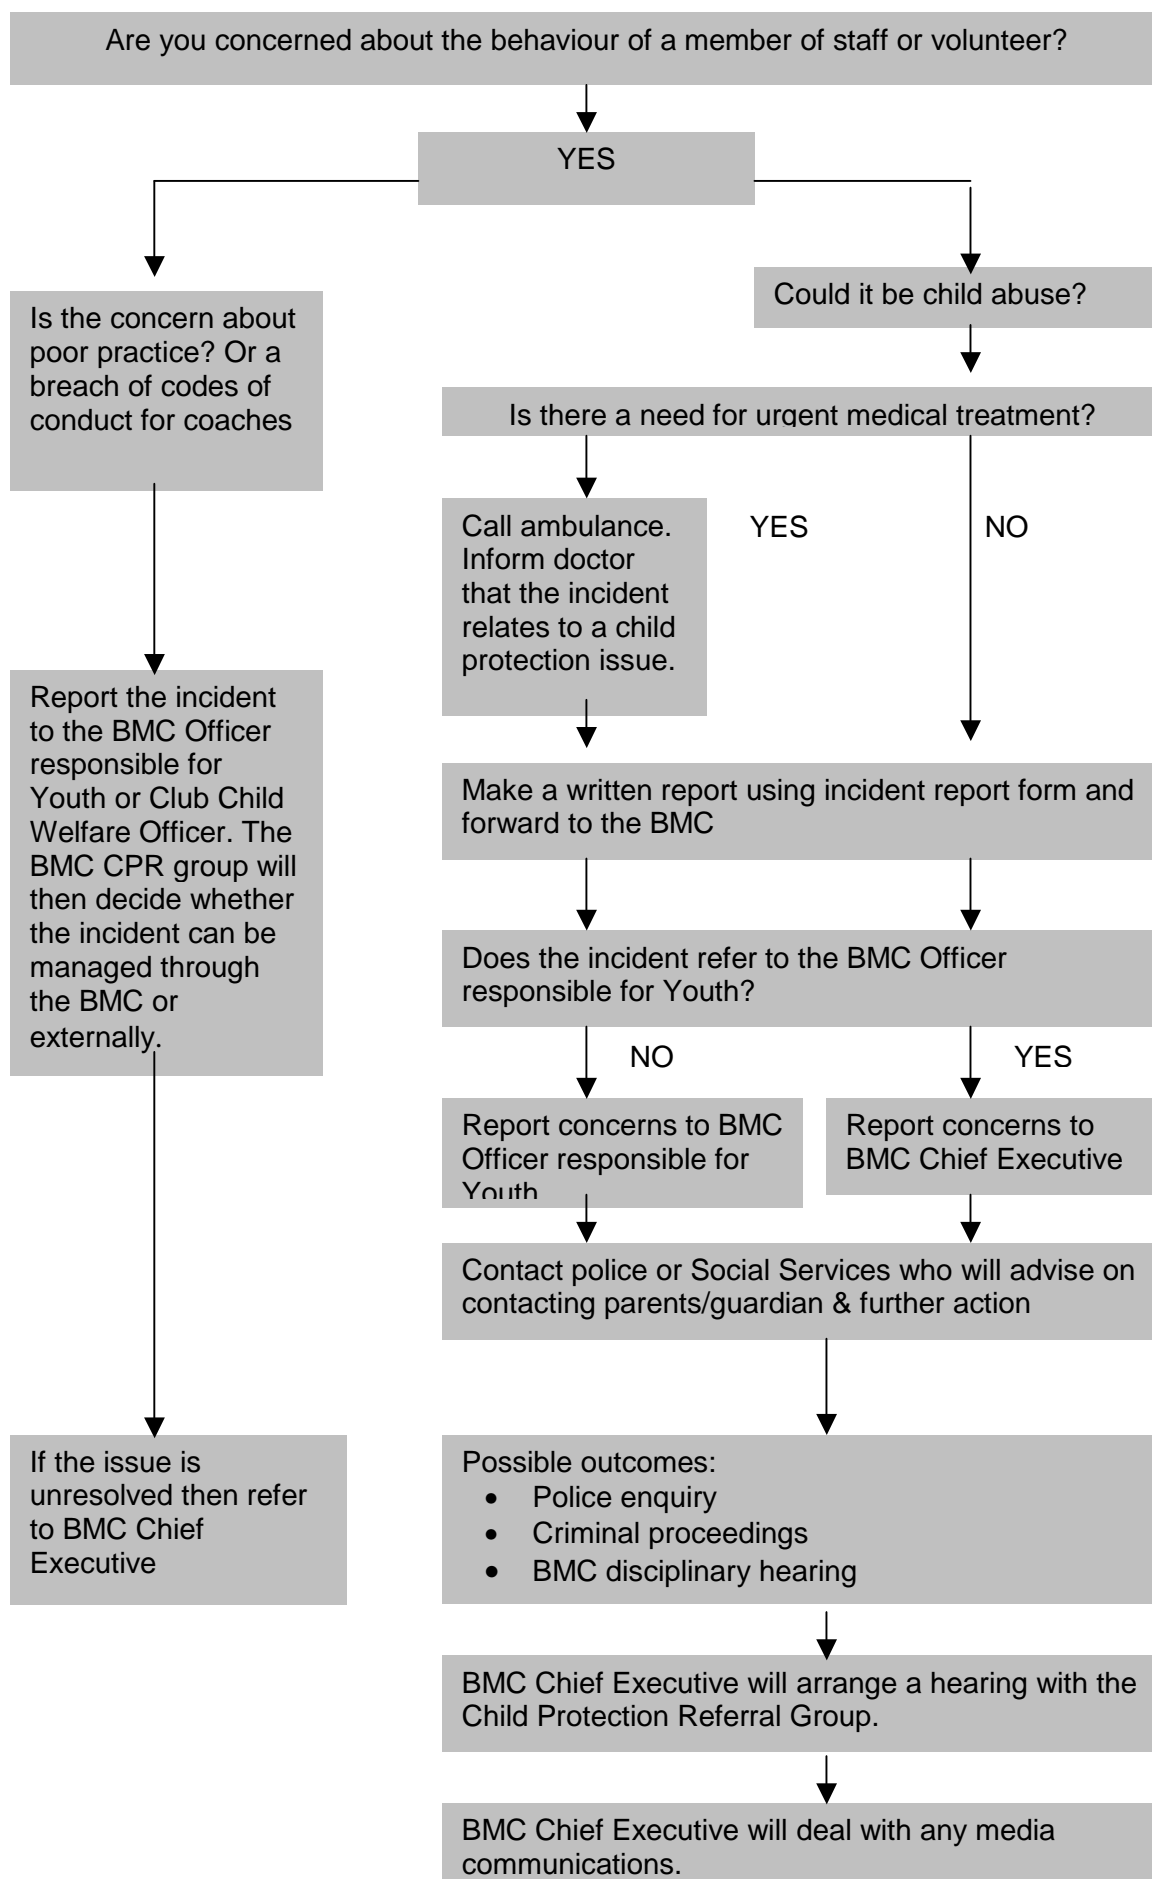 Are you concerned about the behaviour of a member of staff or volunteer?
YES
Is the concern about
poor practice? Or a
breach of codes of
conduct for coaches
Report the incident
to the BMC Officer
responsible for
Youth or Club Child
Welfare Officer. The
BMC CPR group will
then decide whether
the incident can be
managed through
the BMC or
externally.
If the issue is
unresolved then refer
to BMC Chief
Executive
Could it be child abuse?
Is there a need for urgent medical treatment?
YES
NO
Call ambulance.
Inform doctor
that the incident
relates to a child
protection issue.
Make a written report using incident report form and
forward to the BMC
Does the incident refer to the BMC Officer
responsible for Youth?
NO
YES
Report concerns to BMC
Officer responsible for
Youth
Report concerns to
BMC Chief Executive
Contact police or Social Services who will advise on
contacting parents/guardian & further action
Possible outcomes:
• Police enquiry
• Criminal proceedings
• BMC disciplinary hearing
BMC Chief Executive will arrange a hearing with the
Child Protection Referral Group.
BMC Chief Executive will deal with any media
communications.